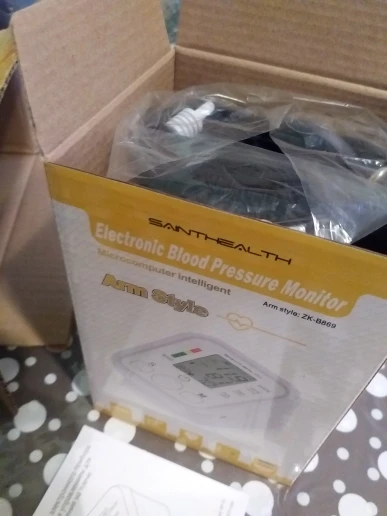 SAINTHEALTH
Electronic Blood Pressure Monitor
Microcomputer intelligent
Arm style: ZK-B869
Arm Style